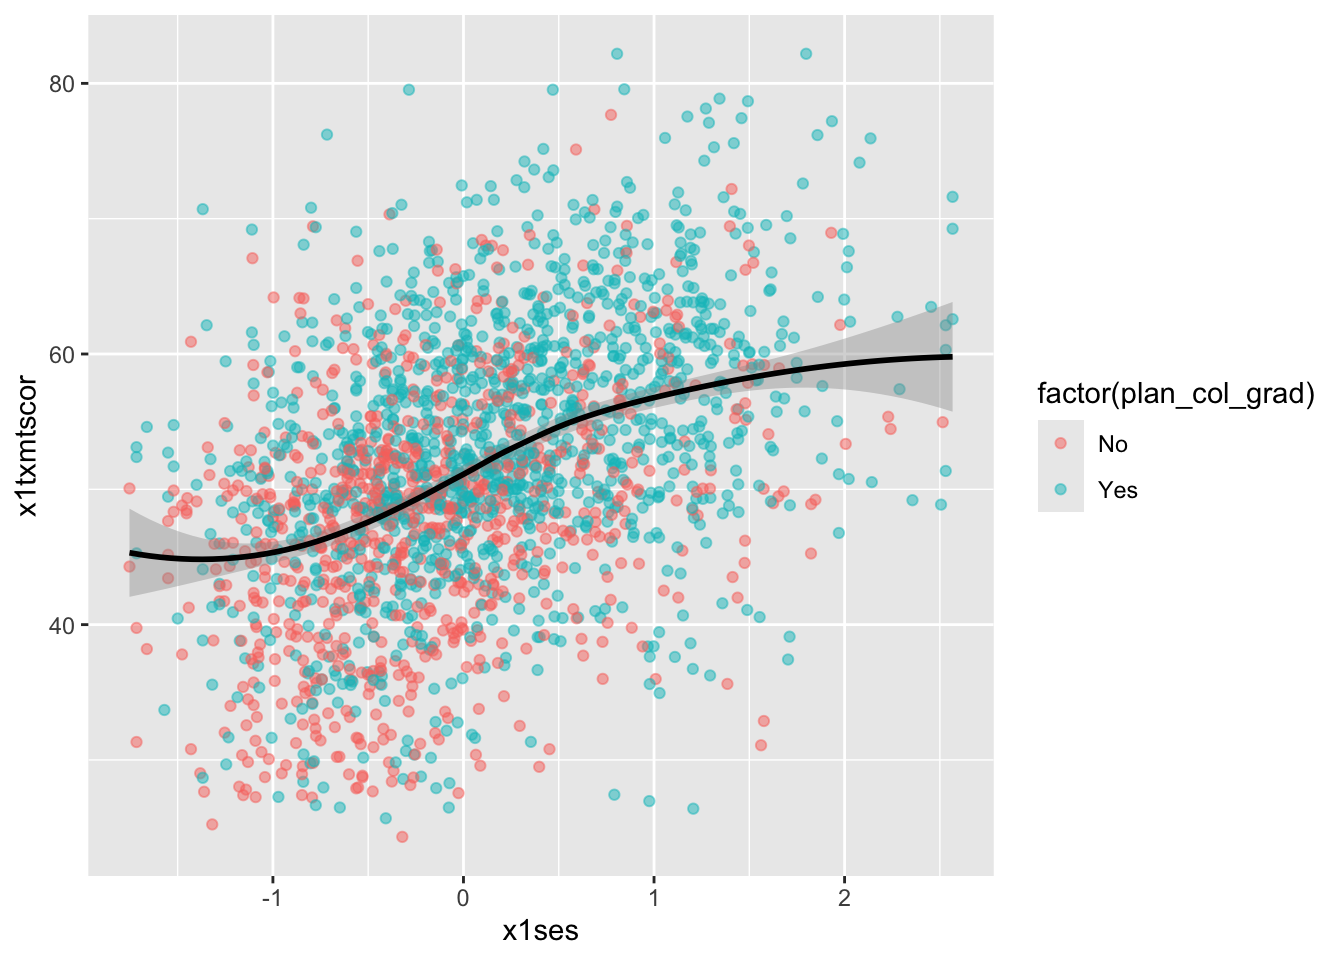 80
60
40
x1txmtscor
-1
0
1
2
x1ses
factor(plan_col_grad)
No
Yes